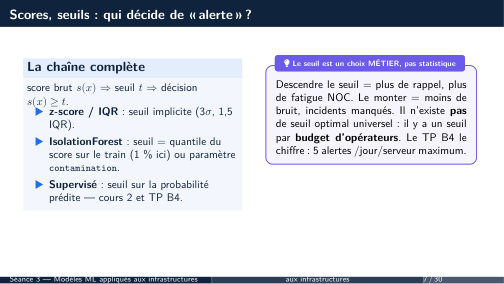 Scores, seuils : qui décide de « alerte » ?
La chaîne complète
score brut s(x) ⇒ seuil t ⇒ décision
s(x) ≥ t.
z-score / IQR : seuil implicite (3σ, 1,5
IQR).
IsolationForest : seuil = quantile du
score sur le train (1 % ici) ou paramètre
contamination.
Supervisé : seuil sur la probabilité
prédite — cours 2 et TP B4.
Le seuil est un choix MÉTIER, pas statistique
Descendre le seuil = plus de rappel, plus
de fatigue NOC. Le monter = moins de
bruit, incidents manqués. Il n'existe pas
de seuil optimal universel : il y a un seuil
par budget d'opérateurs. Le TP B4 le
chiffre : 5 alertes /jour/serveur maximum.
Séance 3 — Modèles ML appliqués aux infrastructures
aux infrastructures
/ 30